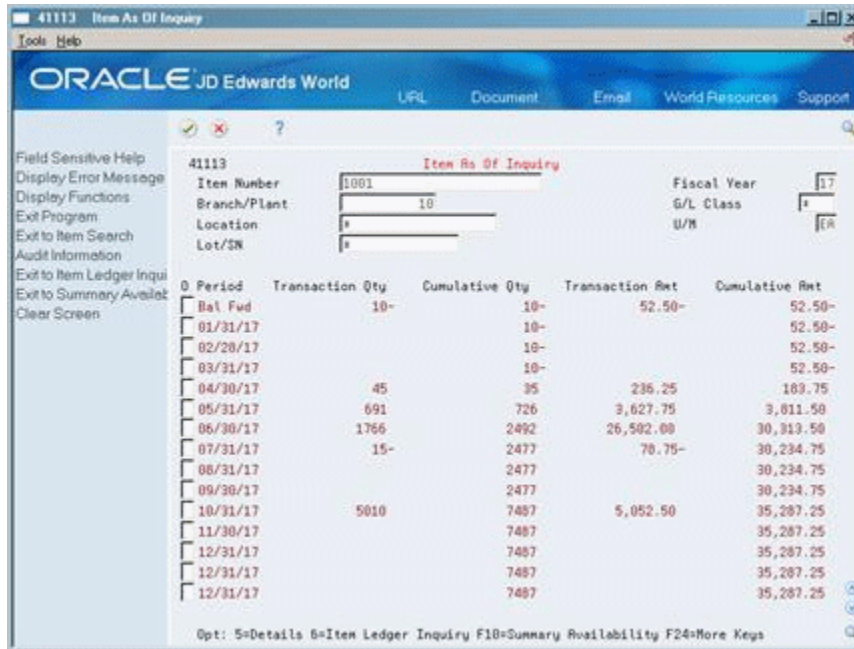 41113 Item As Of Inquiry
Tools Help
ORACLE JD Edwards World
URL Document Email World Resources Support
?
Field Sensitive Help
Display Error Message
Display Functions
Exit Program
Exit to Item Search
Audit Information
Exit to Item Ledger Inqui
Exit to Summary Availab
Clear Screen
41113 Item As Of Inquiry
Item Number 1001 Fiscal Year 17
Branch/Plant 10 G/L Class *
Location * U/M EA
Lot/SN *
O Period Transaction Qty Cumulative Qty Transaction Amt Cumulative Amt
Bal Fwd 10- 10- 52.50- 52.50-
01/31/17 10- 52.50-
02/28/17 10- 52.50-
03/31/17 10- 52.50-
04/30/17 45 35 236.25 183.75
05/31/17 691 726 3,627.75 3,811.50
06/30/17 1766 2492 26,502.00 30,313.50
07/31/17 15- 2477 78.75- 30,234.75
08/31/17 2477 30,234.75
09/30/17 2477 30,234.75
10/31/17 5010 7487 5,052.50 35,287.25
11/30/17 7487 35,287.25
12/31/17 7487 35,287.25
12/31/17 7487 35,287.25
12/31/17 7487 35,287.25
Opt: 5=Details 6=Item Ledger Inquiry F10=Summary Availability F24=More Keys